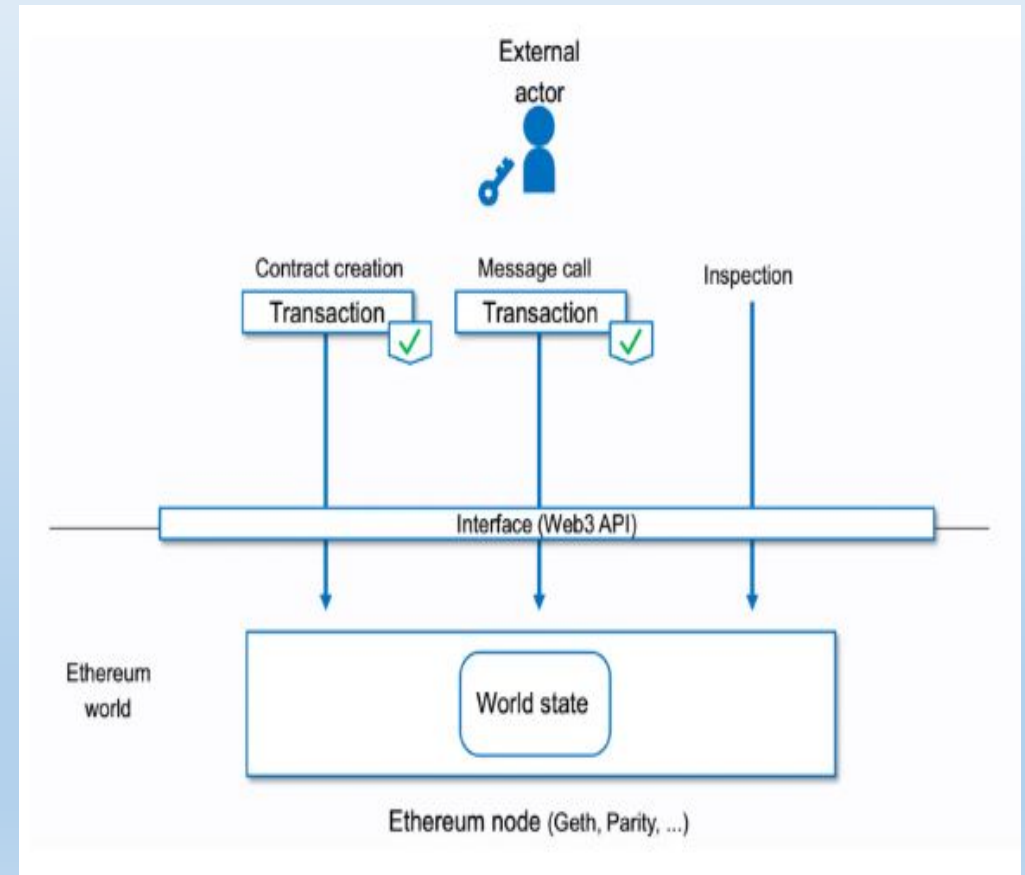 External
actor
Contract creation
Message call
Inspection
Transaction
Transaction
Interface (Web3 API)
Ethereum
world
World state
Ethereum node (Geth, Parity, ...)